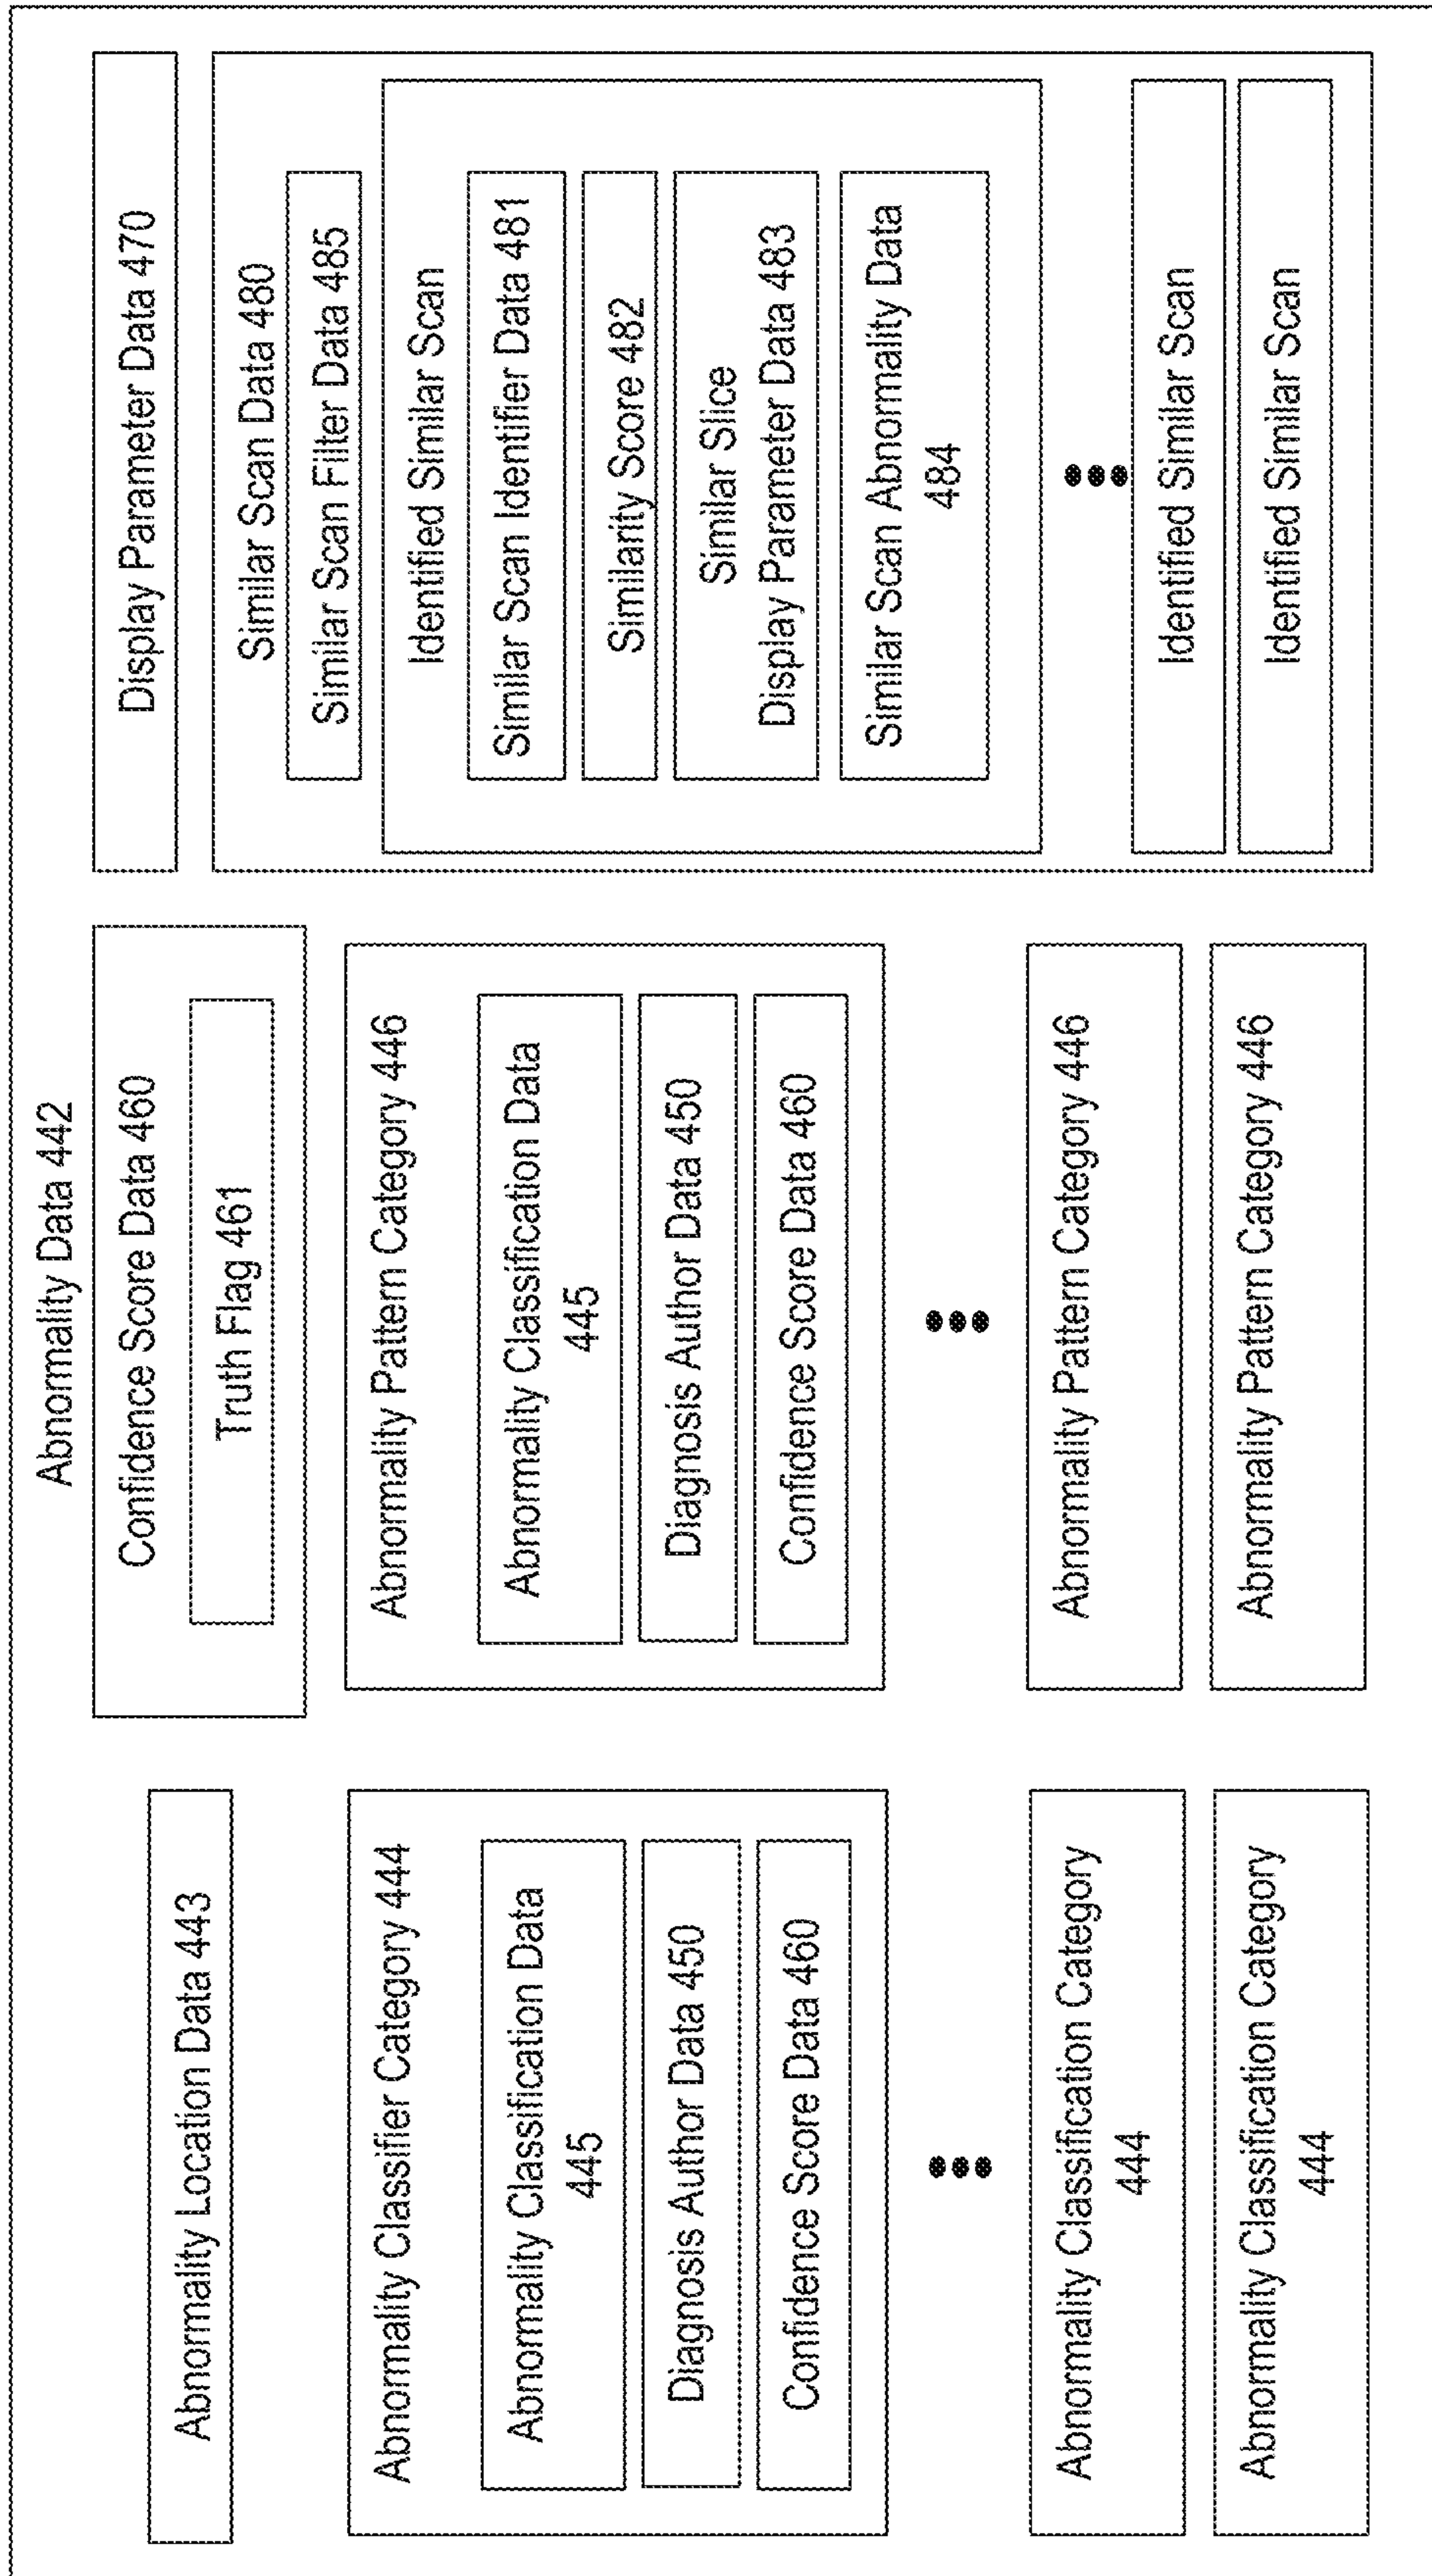 Abnormality Data 442
Abnormality Location Data 443
Abnormality Classifier Category 444
Abnormality Classification Data
445
Diagnosis Author Data 450
Confidence Score Data 460
Abnormality Classification Category
444
Abnormality Classification Category
444
Confidence Score Data 460
Truth Flag 461
Abnormality Pattern Category 446
Abnormality Classification Data
445
Diagnosis Author Data 450
Confidence Score Data 460
Abnormality Pattern Category 446
Abnormality Pattern Category 446
Display Parameter Data 470
Similar Scan Data 480
Similar Scan Filter Data 485
Identified Similar Scan
Similar Scan Identifier Data 481
Similarity Score 482
Similar Slice
Display Parameter Data 483
Similar Scan Abnormality Data
484
Identified Similar Scan
Identified Similar Scan